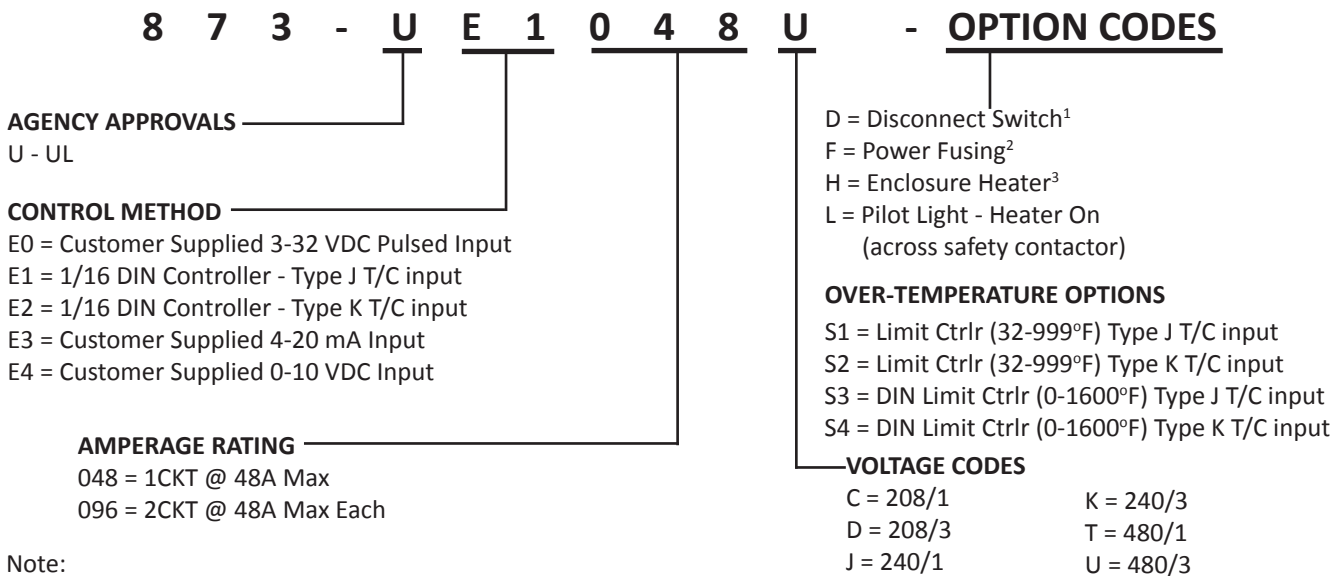 8 7 3 - U E 1 0 4 8 U - OPTION CODES
AGENCY APPROVALS
U - UL
CONTROL METHOD
E0 = Customer Supplied 3-32 VDC Pulsed Input
E1 = 1/16 DIN Controller - Type J T/C input
E2 = 1/16 DIN Controller - Type K T/C input
E3 = Customer Supplied 4-20 mA Input
E4 = Customer Supplied 0-10 VDC Input
AMPERAGE RATING
048 = 1CKT @ 48A Max
096 = 2CKT @ 48A Max Each
Note:
D = Disconnect Switch¹
F = Power Fusing²
H = Enclosure Heater³
L = Pilot Light - Heater On
(across safety contactor)
OVER-TEMPERATURE OPTIONS
S1 = Limit Ctrlr (32-999°F) Type J T/C input
S2 = Limit Ctrlr (32-999°F) Type K T/C input
S3 = DIN Limit Ctrlr (0-1600°F) Type J T/C input
S4 = DIN Limit Ctrlr (0-1600°F) Type K T/C input
VOLTAGE CODES
C = 208/1 K = 240/3
D = 208/3 T = 480/1
J = 240/1 U = 480/3